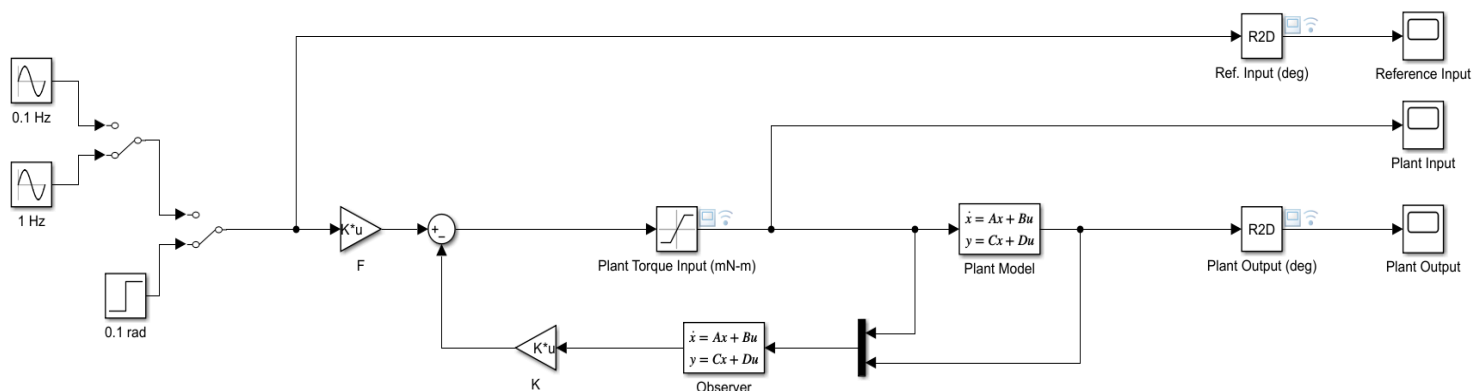 R2D
Ref. Input (deg)
Reference Input
0.1 Hz
Plant Input
1 Hz
K*u
F
+
−
Plant Torque Input (mN-m)
ẋ = Ax + Bu
y = Cx + Du
Plant Model
R2D
Plant Output (deg)
Plant Output
0.1 rad
K*u
K
ẋ = Ax + Bu
y = Cx + Du
Observer